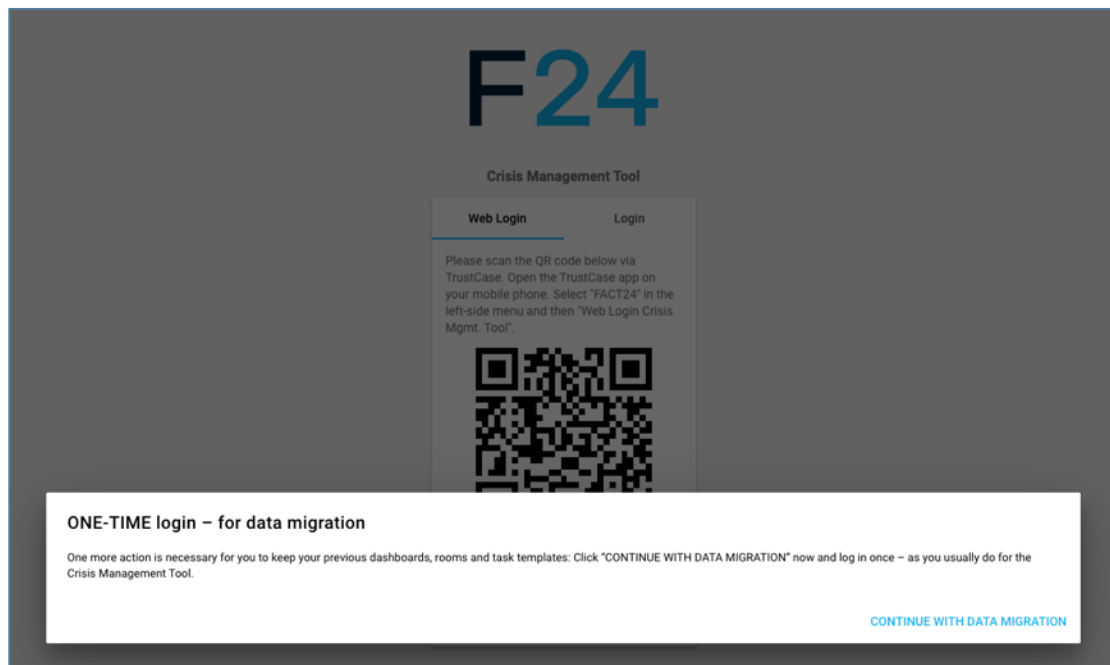 F24
Crisis Management Tool
Web Login
Login
Please scan the QR code below via
TrustCase. Open the TrustCase app on
your mobile phone. Select "FACT24" in the
left-side menu and then "Web Login Crisis
Mgmt. Tool".
ONE-TIME login – for data migration
One more action is necessary for you to keep your previous dashboards, rooms and task templates: Click “CONTINUE WITH DATA MIGRATION” now and log in once – as you usually do for the
Crisis Management Tool.
CONTINUE WITH DATA MIGRATION